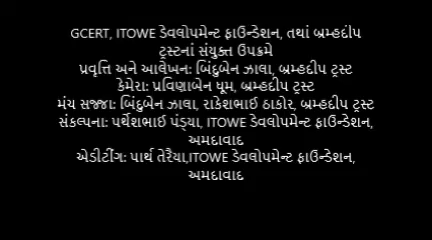 GCERT, ITOWE ડેવલોપમેન્ટ ફાઉન્ડેશન, તથાં બ્રમ્હદીપ
ટ્રસ્ટનાં સંયુક્ત ઉપક્રમે
પ્રવૃત્તિ અને આલેખન: બિંદુબેન ઝાલા, બ્રમ્હદીપ ટ્રસ્ટ
કેમેરા: પ્રવિણાબેન ધૂમ, બ્રમ્હદીપ ટ્રસ્ટ
મંચ સજ્જા: બિંદુબેન ઝાલા, રાકેશભાઈ ઠાકોર, બ્રમ્હદીપ ટ્રસ્ટ
સંકલ્પના: પર્થેશભાઈ પંડ્યા, ITOWE ડેવલોપમેન્ટ ફાઉન્ડેશન,
અમદાવાદ
એડીટીંગ: પાર્થ તેરૈયા,ITOWE ડેવલોપમેન્ટ ફાઉન્ડેશન,
અમદાવાદ